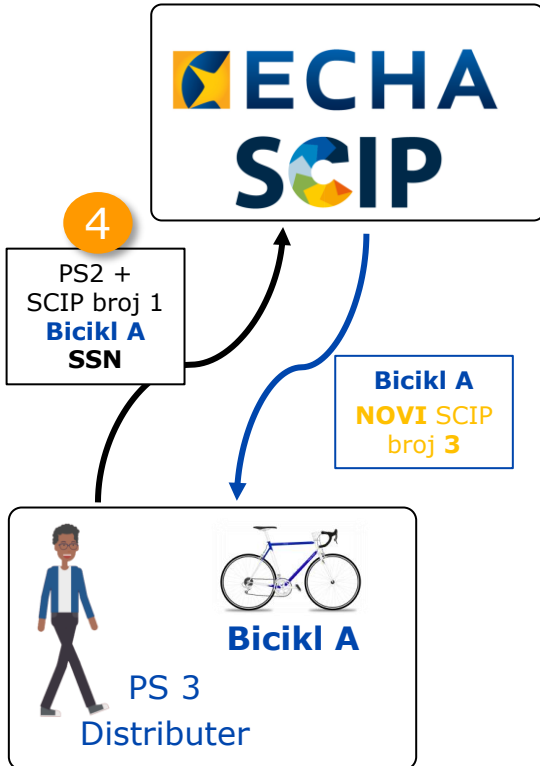 ECHA
SCIP
4
PS2 +
SCIP broj 1
Bicikl A
SSN
Bicikl A
NOVI SCIP
broj 3
Bicikl A
PS 3
Distributer